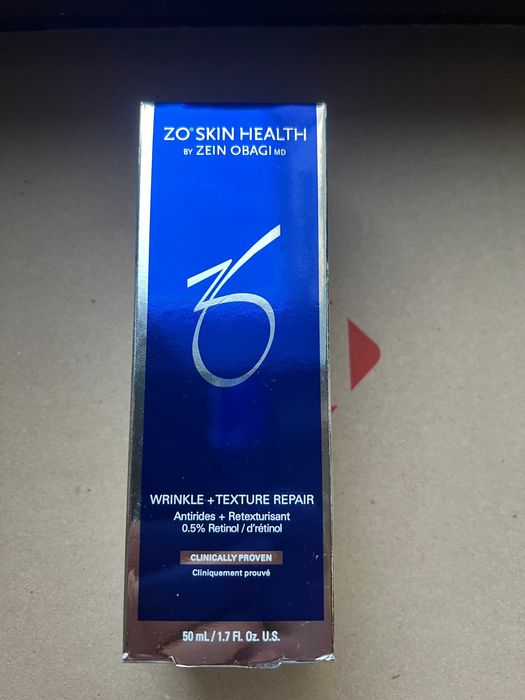 ZO® SKIN HEALTH
BY ZEIN OBAGI MD
WRINKLE + TEXTURE REPAIR
Antirides + Retexturisant
0.5% Retinol / d'rétinol
CLINICALLY PROVEN
Cliniquement prouvé
50 mL / 1.7 Fl. Oz. U.S.